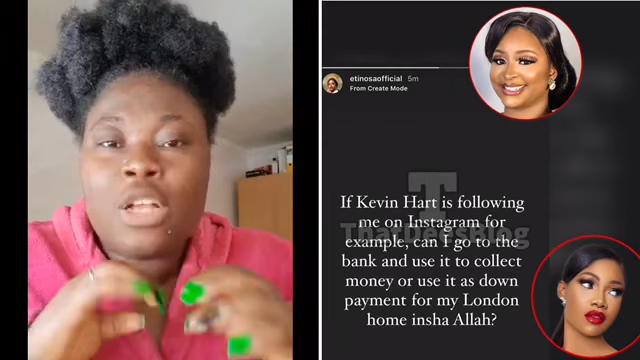 etinosaofficial 5m
From Create Mode
T
ThatDeesBlog
If Kevin Hart is following
me on Instagram for
example, can I go to the
bank and use it to collect
money or use it as down
payment for my London
home insha Allah?